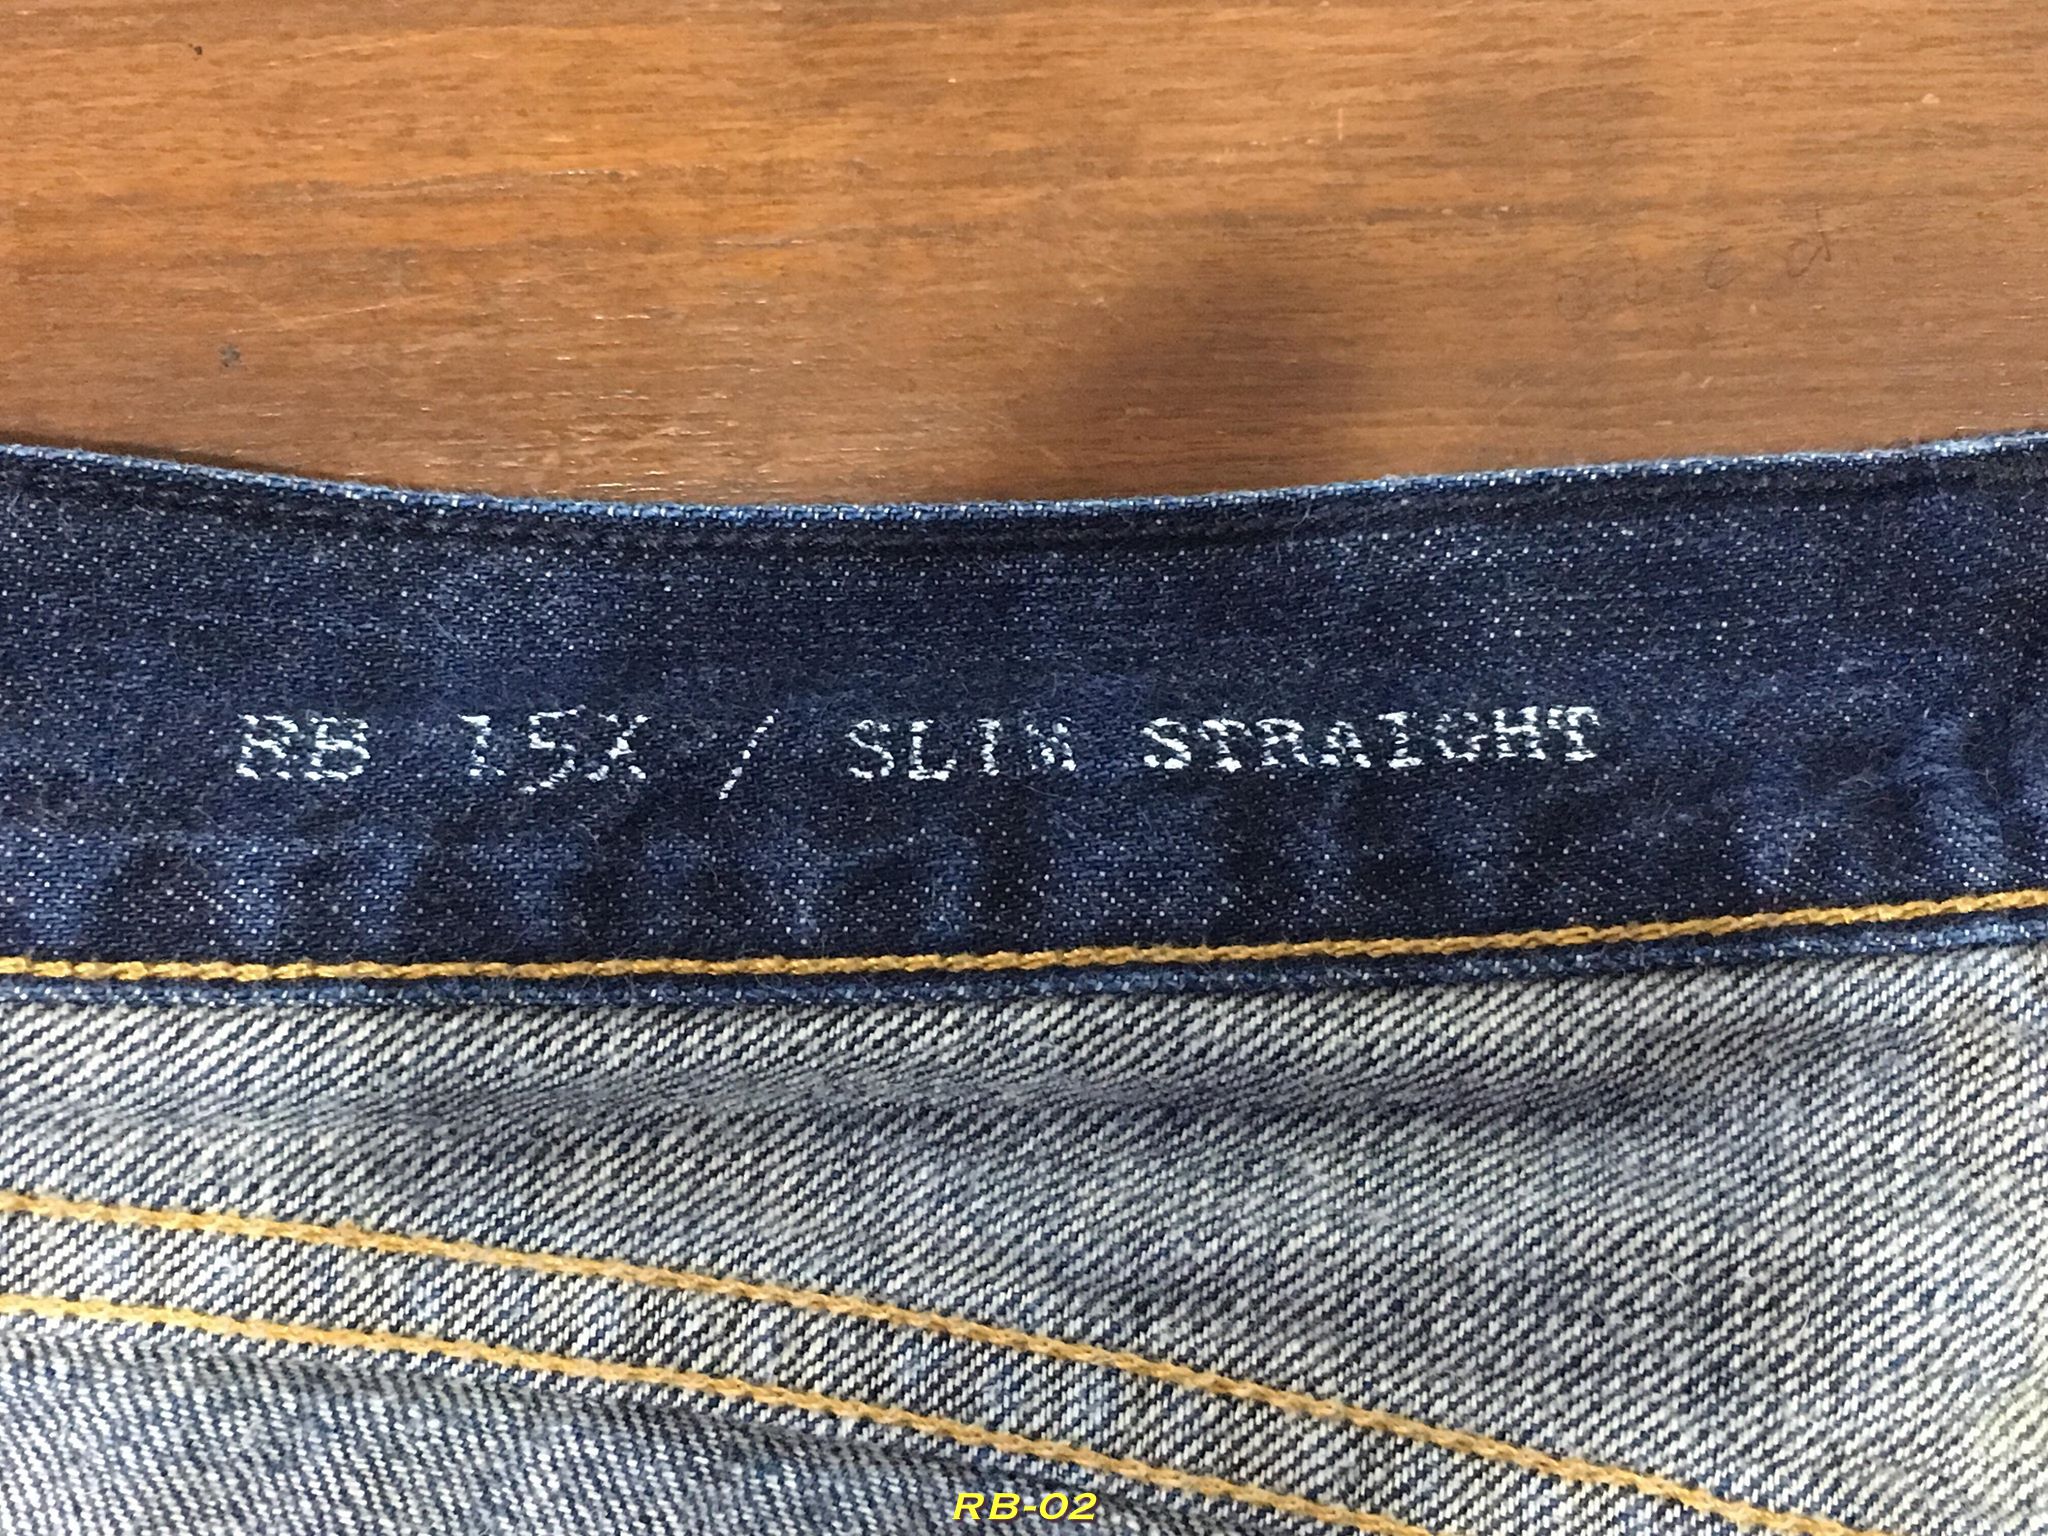 RB 15X / SLIM STRAIGHT
RB-02